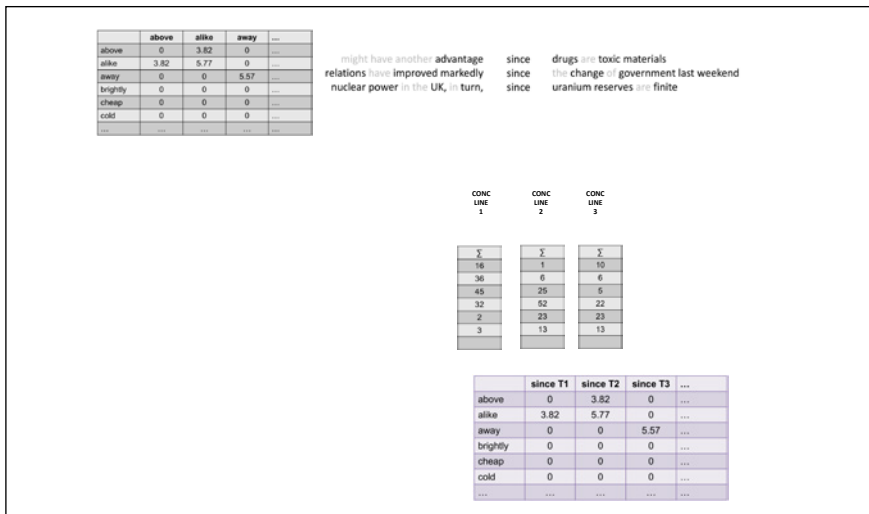 above alike away ....
above 0 3.82 0 ....
alike 3.82 5.77 0 ....
away 0 0 5.57 ....
brightly 0 0 0 ....
cheap 0 0 0 ....
cold 0 0 0 ....
.... .... .... .... ....
might have another advantage since drugs are toxic materials
relations have improved markedly since the change of government last weekend
nuclear power in the UK, in turn, since uranium reserves are finite
CONC LINE 1
CONC LINE 2
CONC LINE 3
Σ Σ Σ
16 1 10
36 6 6
45 25 5
32 52 22
2 23 23
3 13 13
since T1 since T2 since T3 ....
above 0 3.82 0 ....
alike 3.82 5.77 0 ....
away 0 0 5.57 ....
brightly 0 0 0 ....
cheap 0 0 0 ....
cold 0 0 0 ....
.... .... .... .... ....